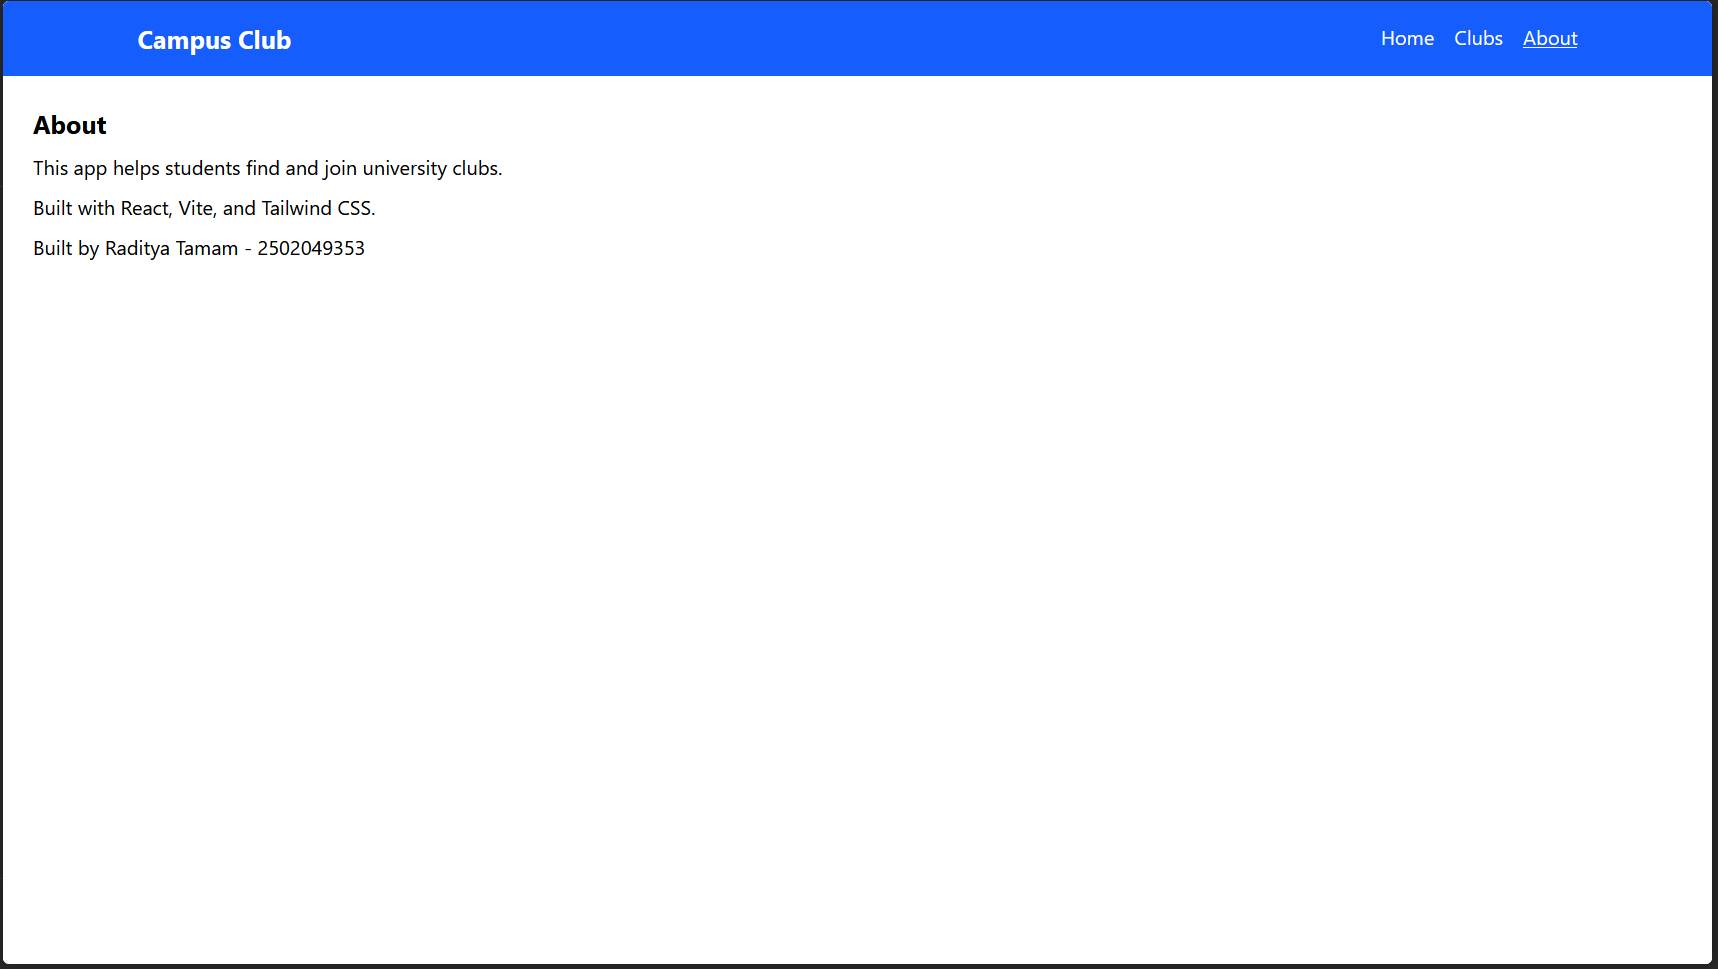 Campus Club
Home Clubs About
About
This app helps students find and join university clubs.
Built with React, Vite, and Tailwind CSS.
Built by Raditya Tamam - 2502049353